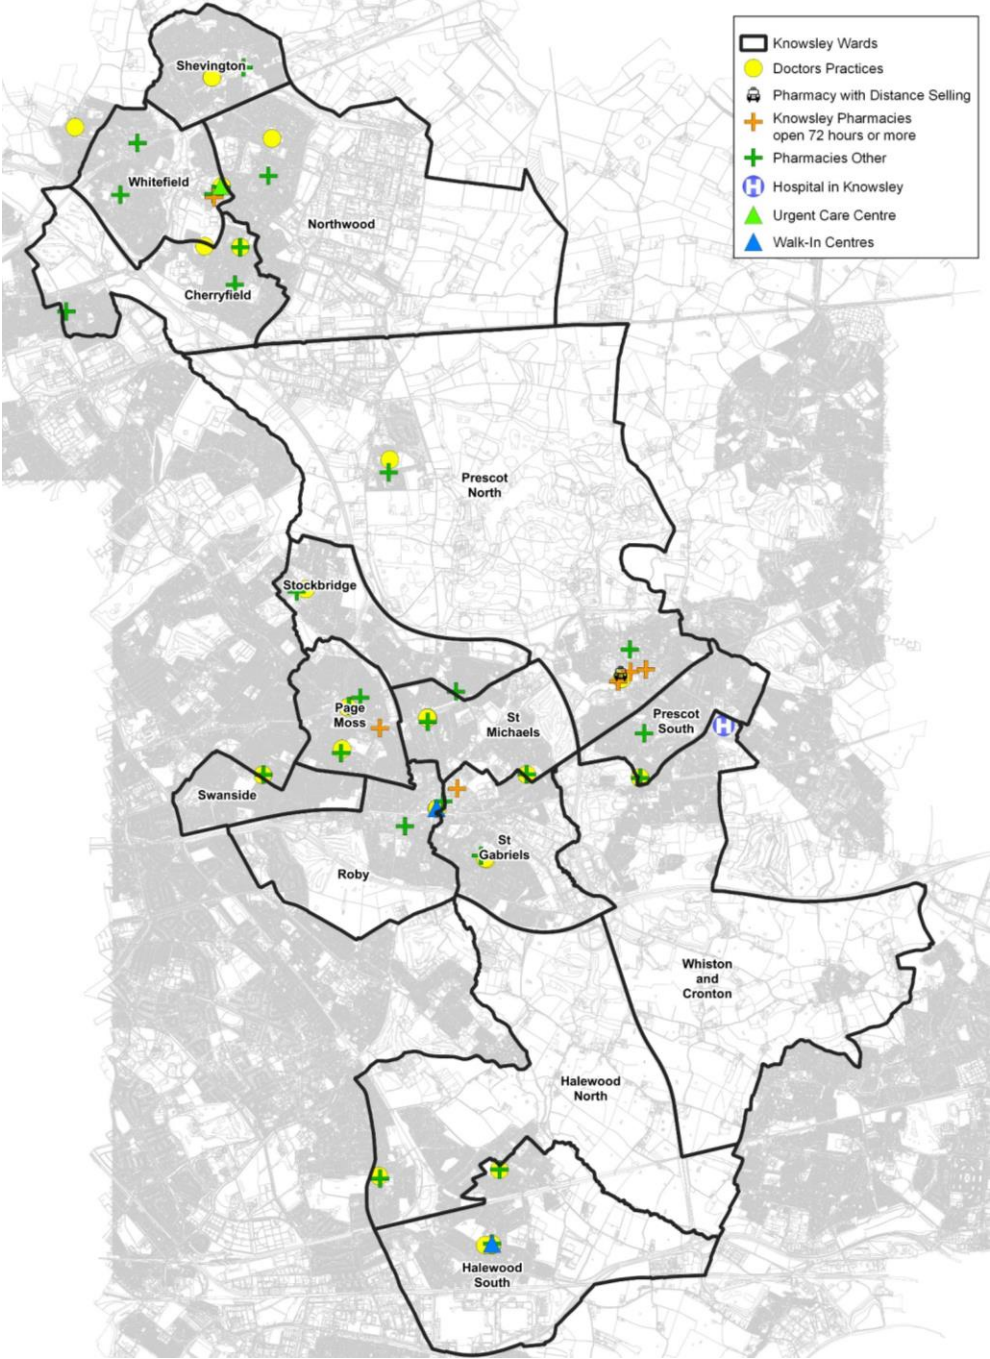 Knowsley Wards
Doctors Practices
Pharmacy with Distance Selling
Knowsley Pharmacies
open 72 hours or more
Pharmacies Other
H
Hospital in Knowsley
Urgent Care Centre
Walk-In Centres
Shevington
Whitefield
Northwood
Cherryfield
Prescot
North
Stockbridge
Page
Moss
St
Michaels
Prescot
South
H
Swanside
St
Gabriels
Roby
Whiston
and
Cronton
Halewood
North
Halewood
South